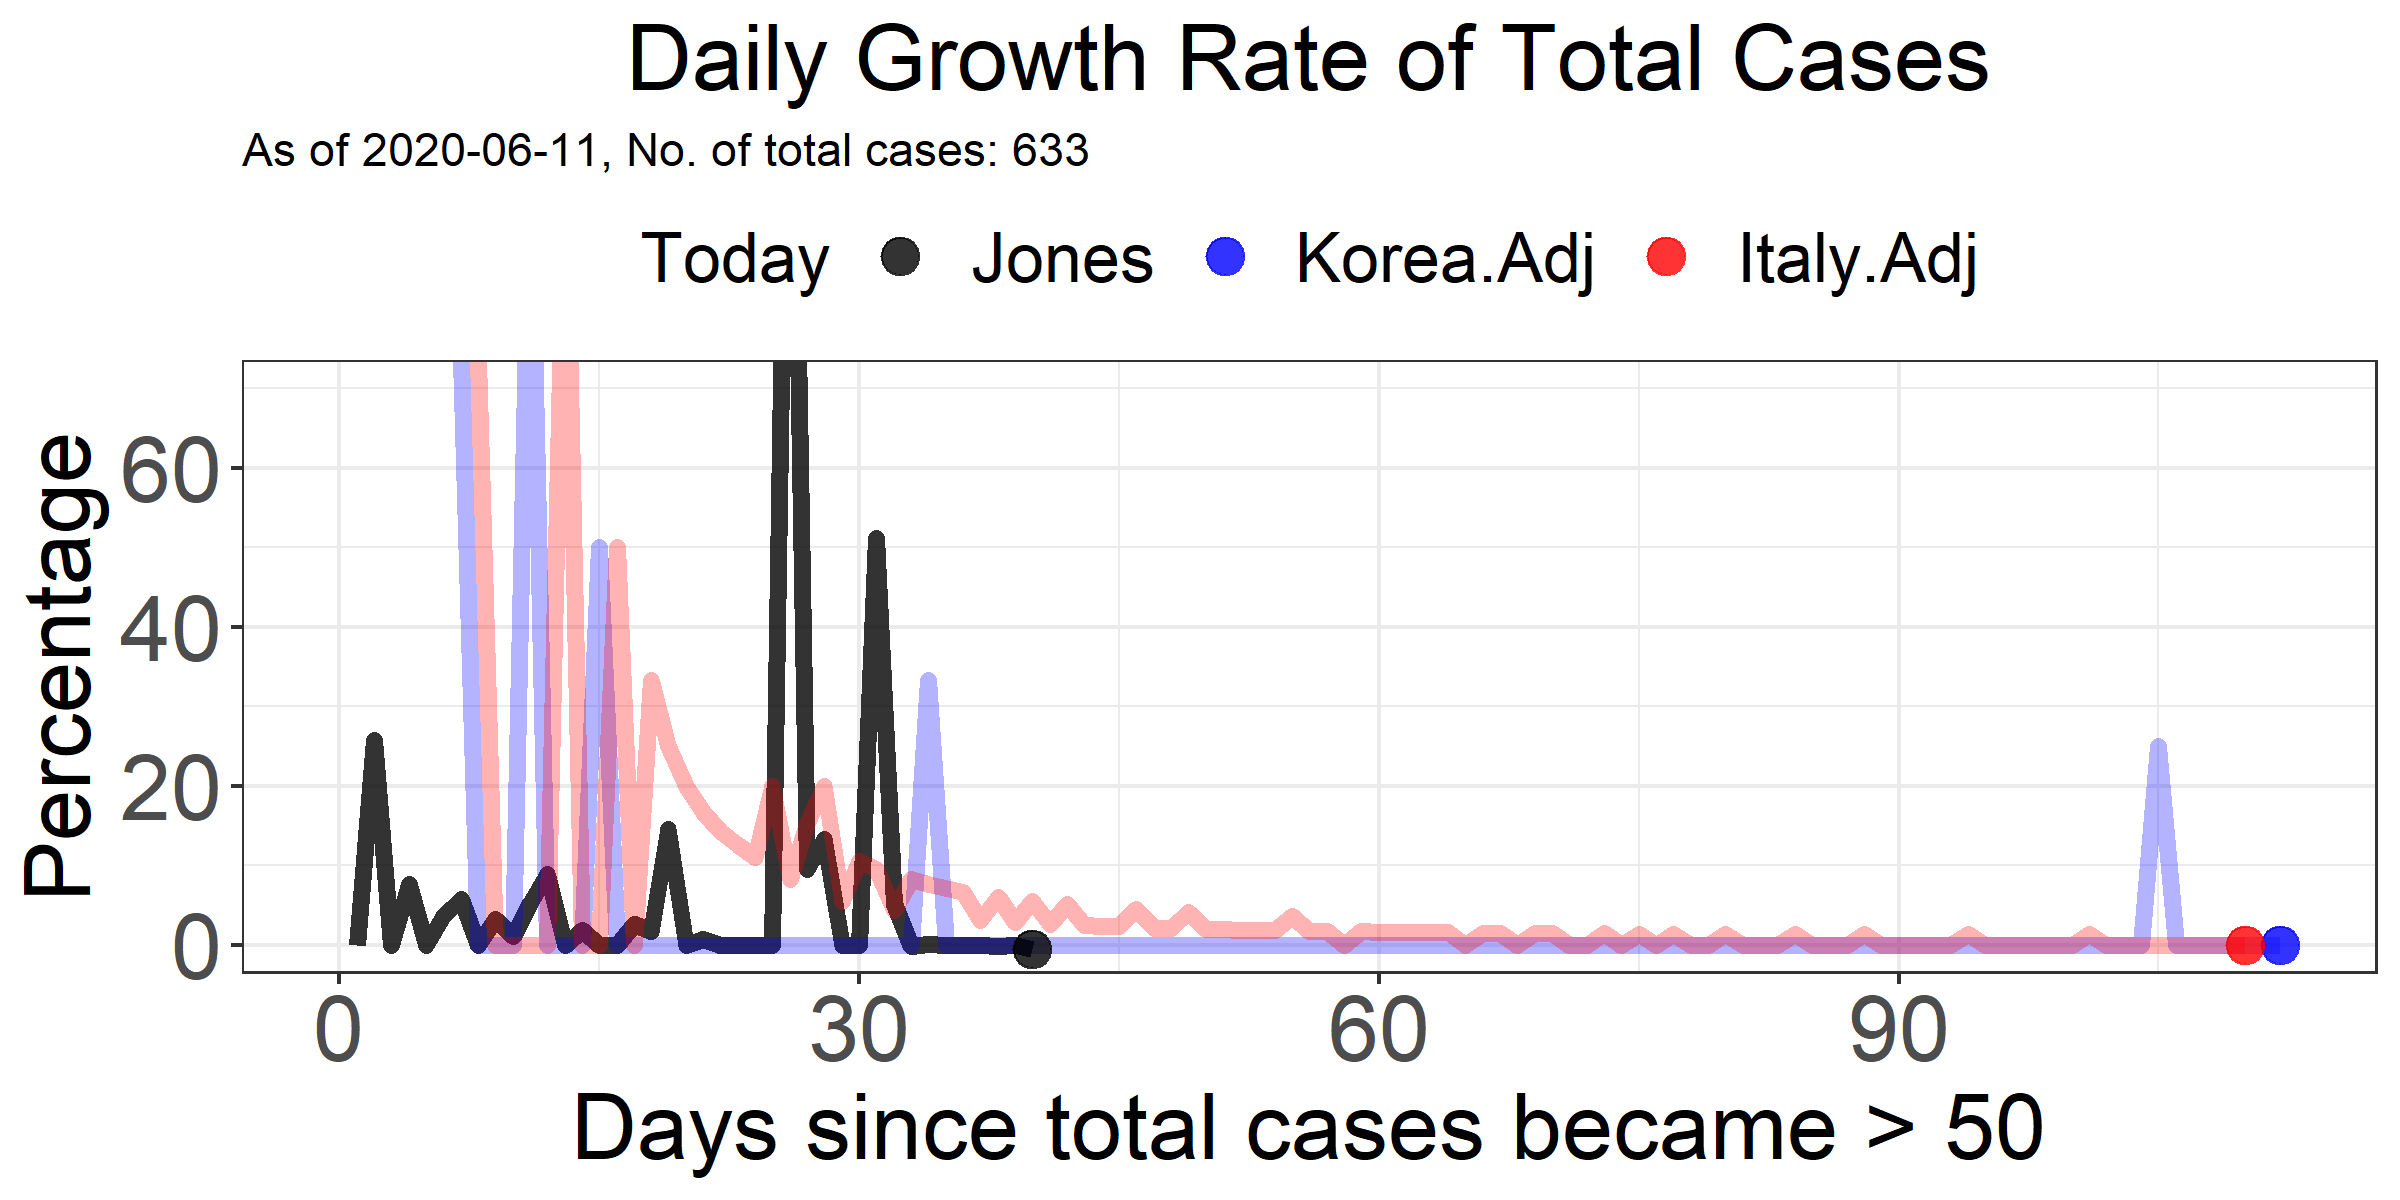 Daily Growth Rate of Total Cases
As of 2020-06-11, No. of total cases: 633
Today Jones Korea.Adj Italy.Adj
Percentage
60
40
20
0
0 30 60 90
Days since total cases became > 50